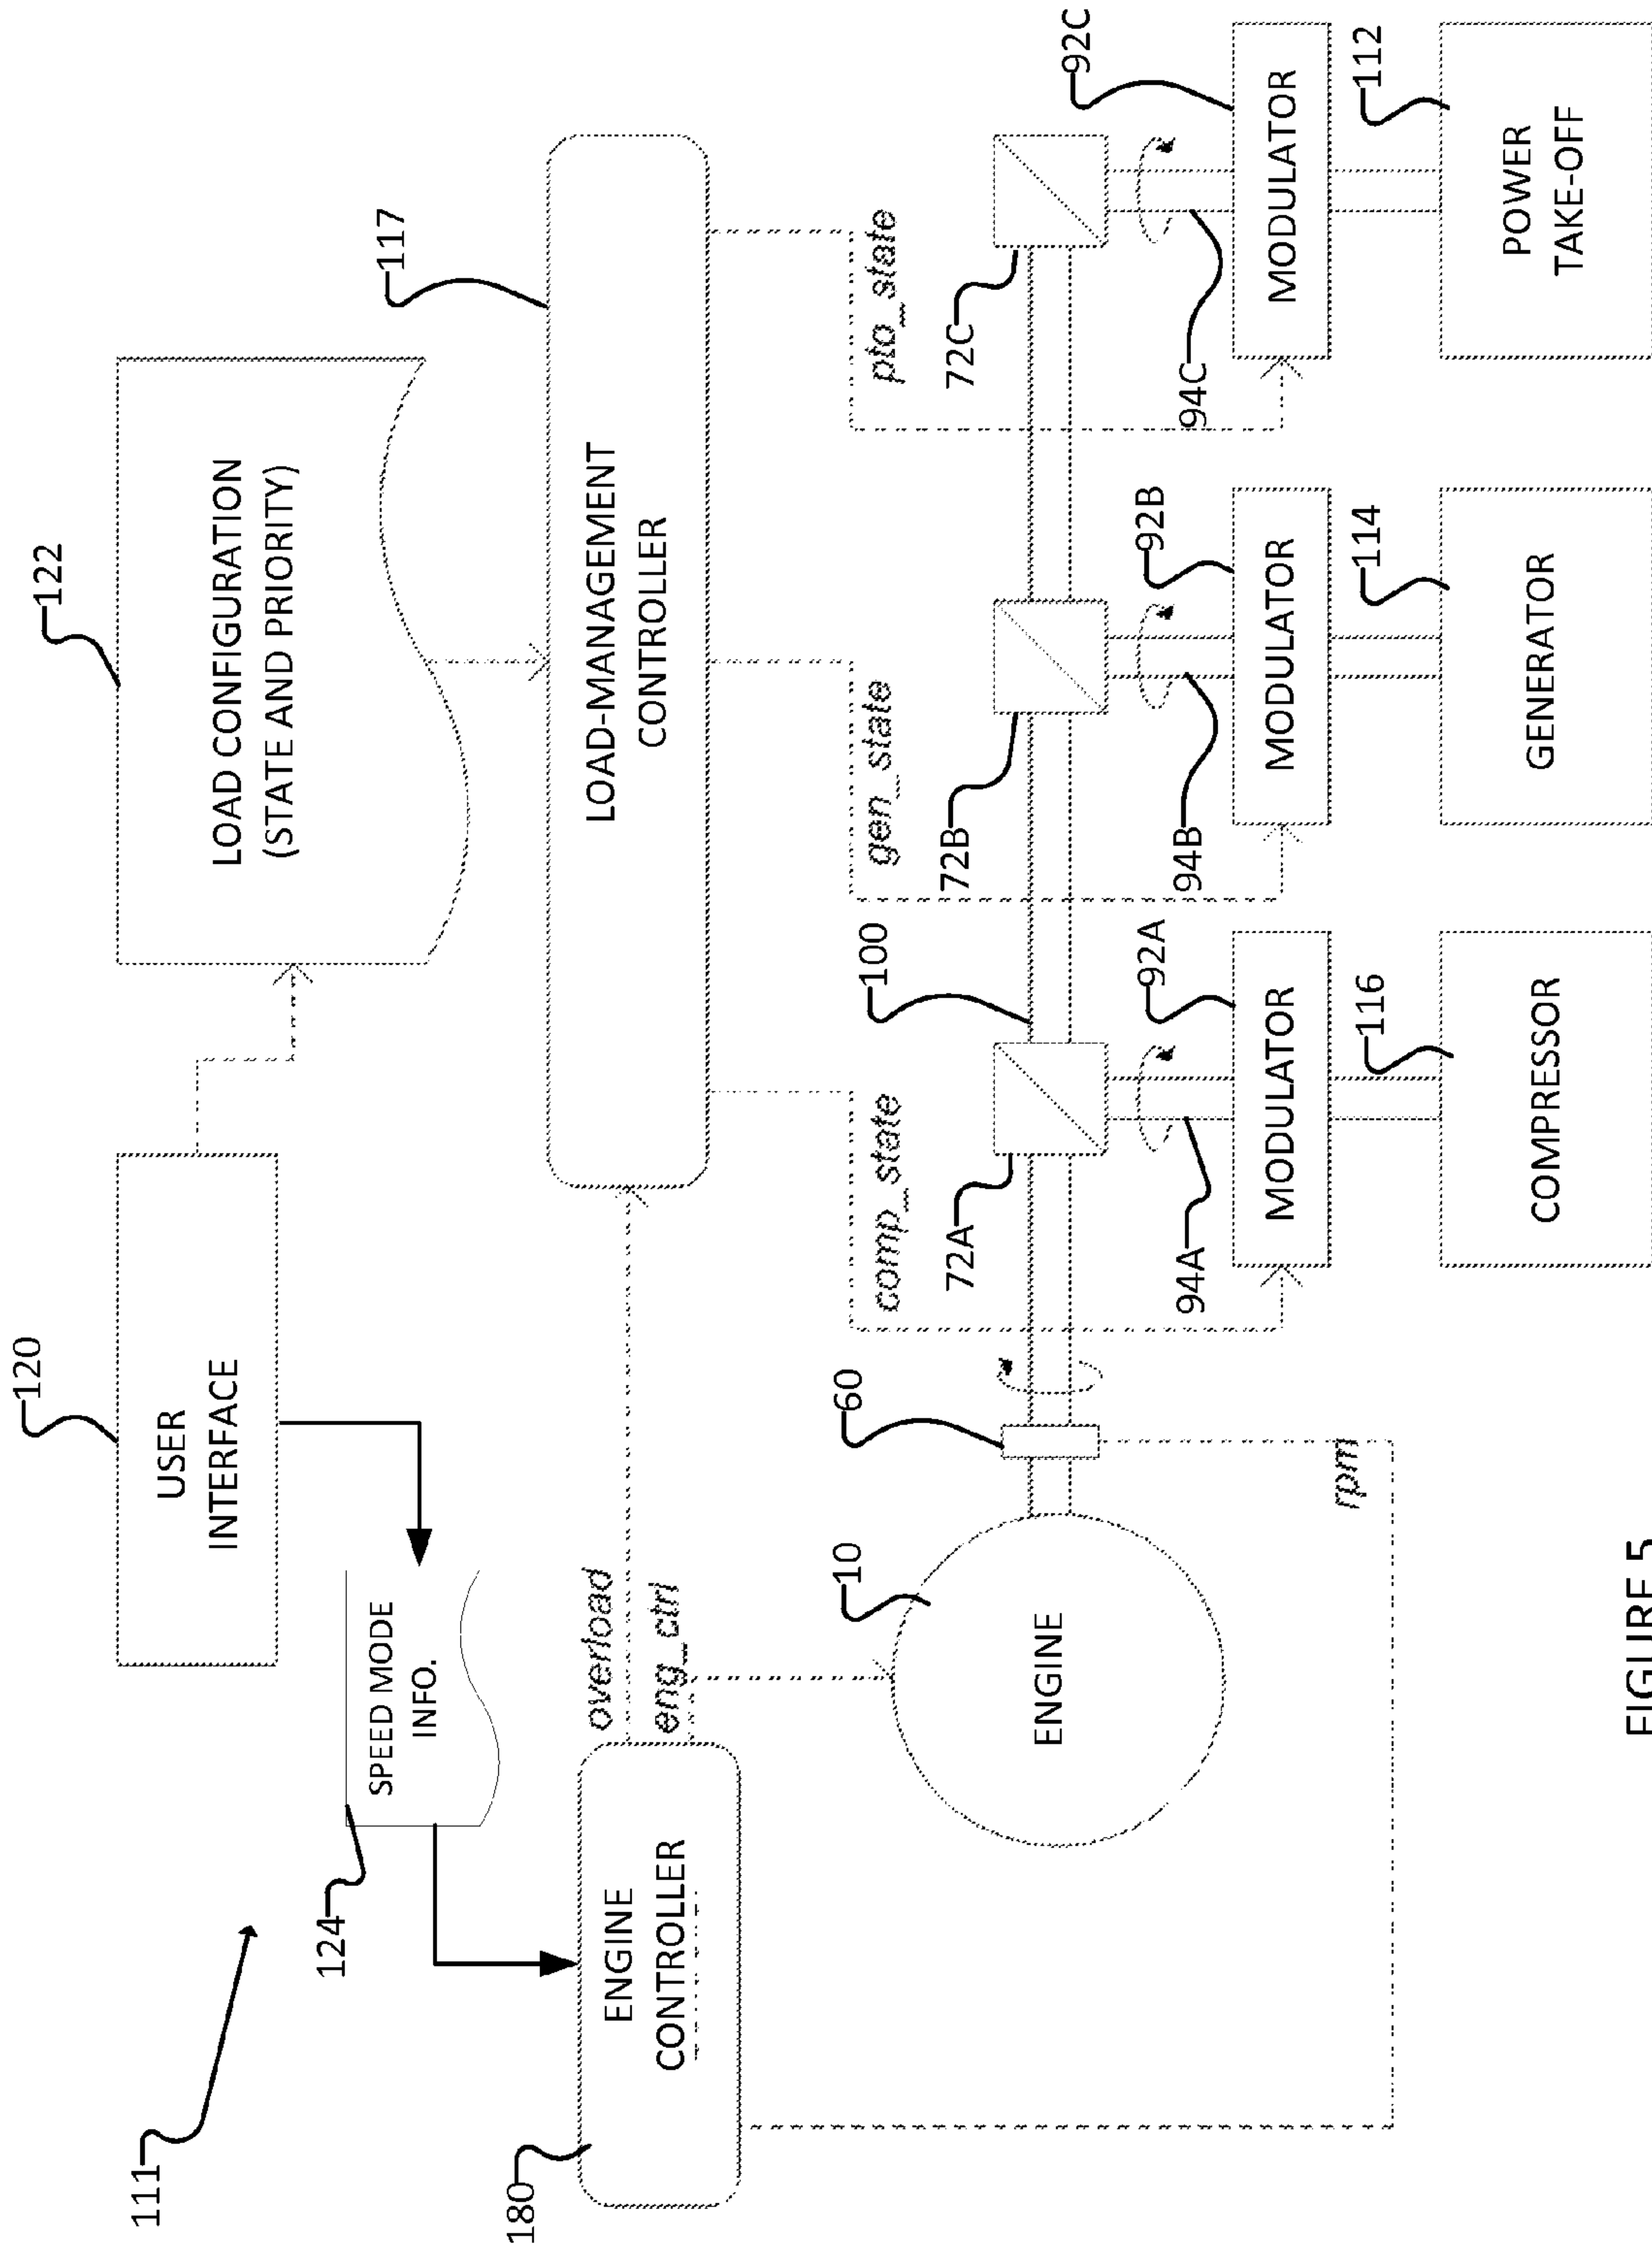 111
120
USER
INTERFACE
122
LOAD CONFIGURATION
(STATE AND PRIORITY)
124
SPEED MODE
INFO.
117
LOAD-MANAGEMENT
CONTROLLER
180
ENGINE
CONTROLLER
overload
eng_ctrl
comp_state
gen_state
pto_state
10
ENGINE
60
rpm
100
72A
72B
72C
94A
92A
94B
92B
94C
92C
MODULATOR
MODULATOR
MODULATOR
116
COMPRESSOR
114
GENERATOR
112
POWER
TAKE-OFF
FIGURE 5